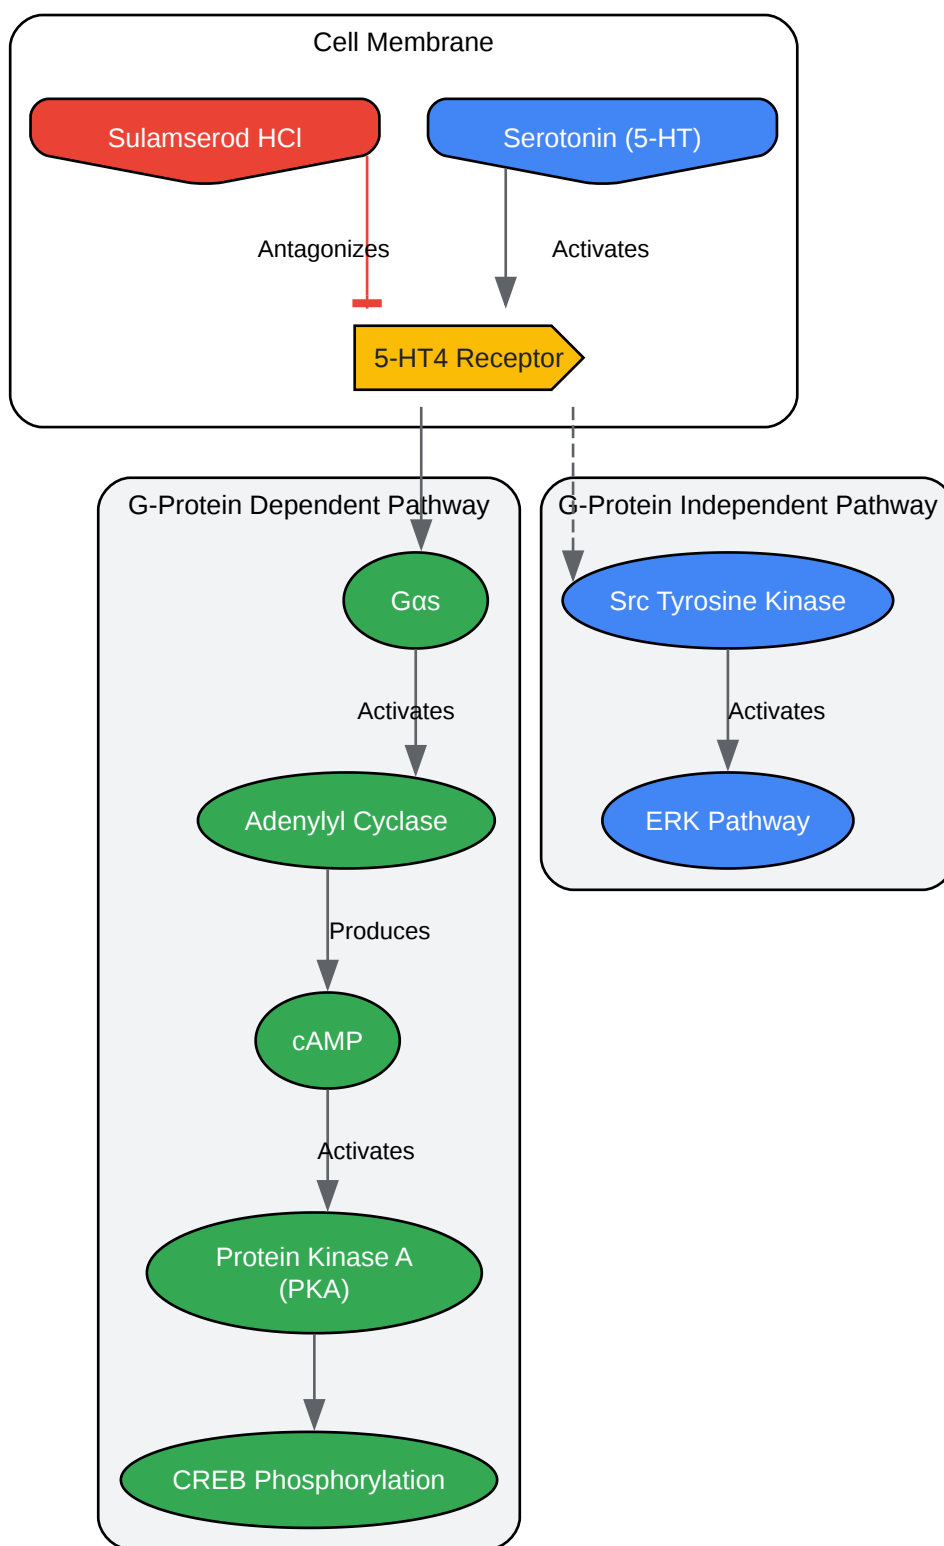 Cell Membrane
Sulamserod HCl
Serotonin (5-HT)
Antagonizes
Activates
5-HT4 Receptor
G-Protein Dependent Pathway
G-Protein Independent Pathway
Gαs
Src Tyrosine Kinase
Activates
Activates
Adenylyl Cyclase
ERK Pathway
Produces
cAMP
Activates
Protein Kinase A
(PKA)
CREB Phosphorylation